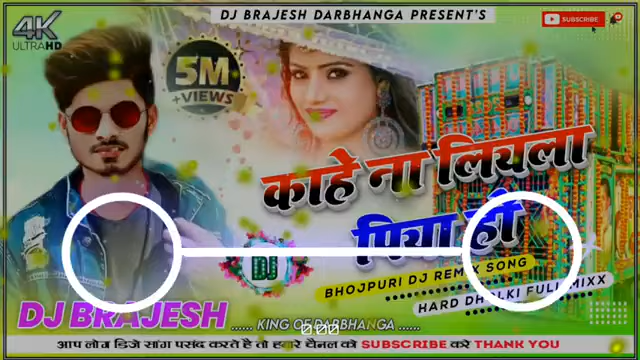 DJ BRAJESH DARBHANGA PRESENT'S
4K
ULTRAHD
SUBSCRIBE
5M
+VIEWS
काहे ना लियला
पिया हो
DJ
BHOJPURI DJ REMIX SONG
HARD DHOLKI FULL MIXX
DJ BRAJESH
...... KING OF DARBHANGA ......
आप लोग डिजे सांग पसंद करते है तो हमारे चैनल को SUBSCRIBE करे THANK YOU